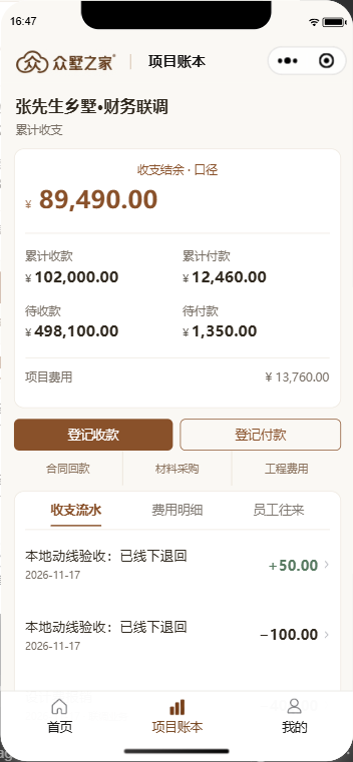 16:47
众墅之家 项目账本
张先生乡墅•财务联调
累计收支
收支结余 · 口径
¥ 89,490.00
累计收款 累计付款
¥ 102,000.00 ¥ 12,460.00
待收款 待付款
¥ 498,100.00 ¥ 1,350.00
项目费用 ¥ 13,760.00
登记收款 登记付款
合同回款 材料采购 工程费用
收支流水 费用明细 员工往来
本地动线验收：已线下退回
2026-11-17
+50.00
本地动线验收：已线下退回
2026-11-17
−100.00
首页 项目账本 我的